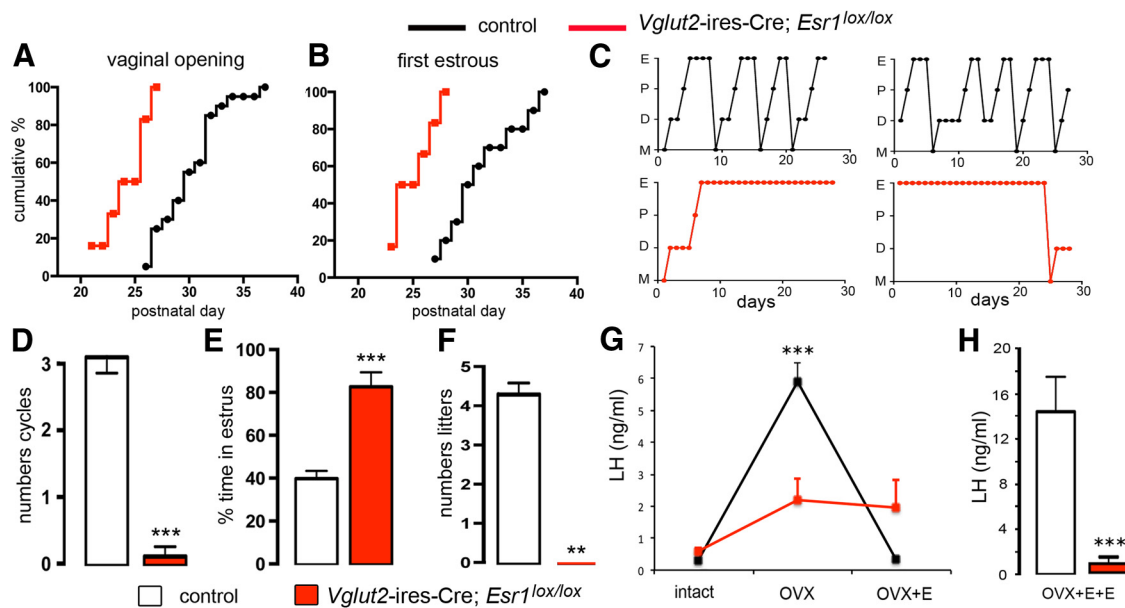 control
Vglut2-ires-Cre; Esr1lox/lox
A
vaginal opening
cumulative %
100
80
60
40
20
0
20 25 30 35 40
postnatal day
B
first estrous
100
80
60
40
20
0
20 25 30 35 40
postnatal day
C
E
P
D
M
0 10 20 30
E
P
D
M
0 10 20 30
E
P
D
M
0 10 20 30
days
E
P
D
M
0 10 20 30
days
D
numbers cycles
3
2
1
0
***
E
% time in estrus
100
80
60
40
20
0
***
F
numbers litters
5
4
3
2
1
0
**
G
LH (ng/ml)
7
6
5
4
3
2
1
0
***
intact OVX OVX+E
H
LH (ng/ml)
20
16
12
8
4
0
***
OVX+E+E
control
Vglut2-ires-Cre; Esr1lox/lox